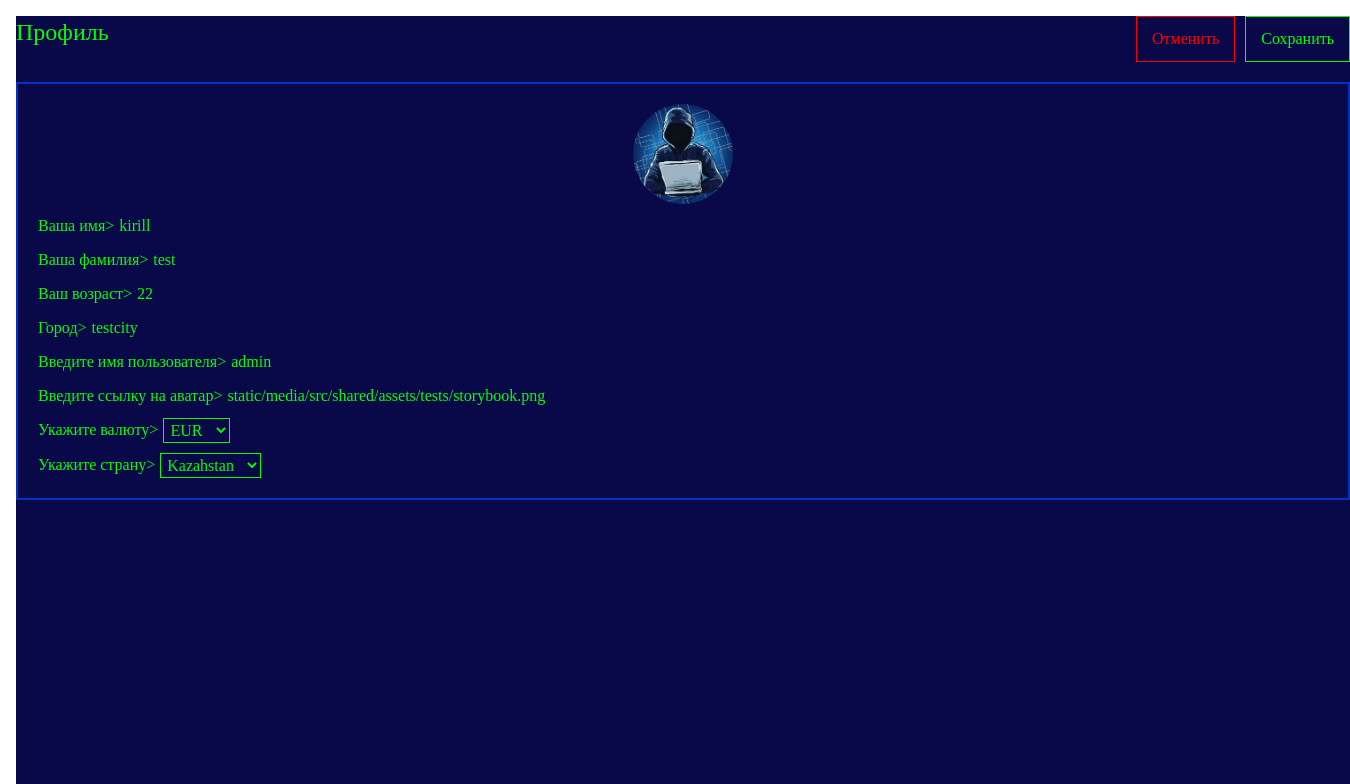 Профиль
Отменить
Сохранить
Ваша имя> kirill
Ваша фамилия> test
Ваш возраст> 22
Город> testcity
Введите имя пользователя> admin
Введите ссылку на аватар> static/media/src/shared/assets/tests/storybook.png
Укажите валюту> EUR
Укажите страну> Kazahstan